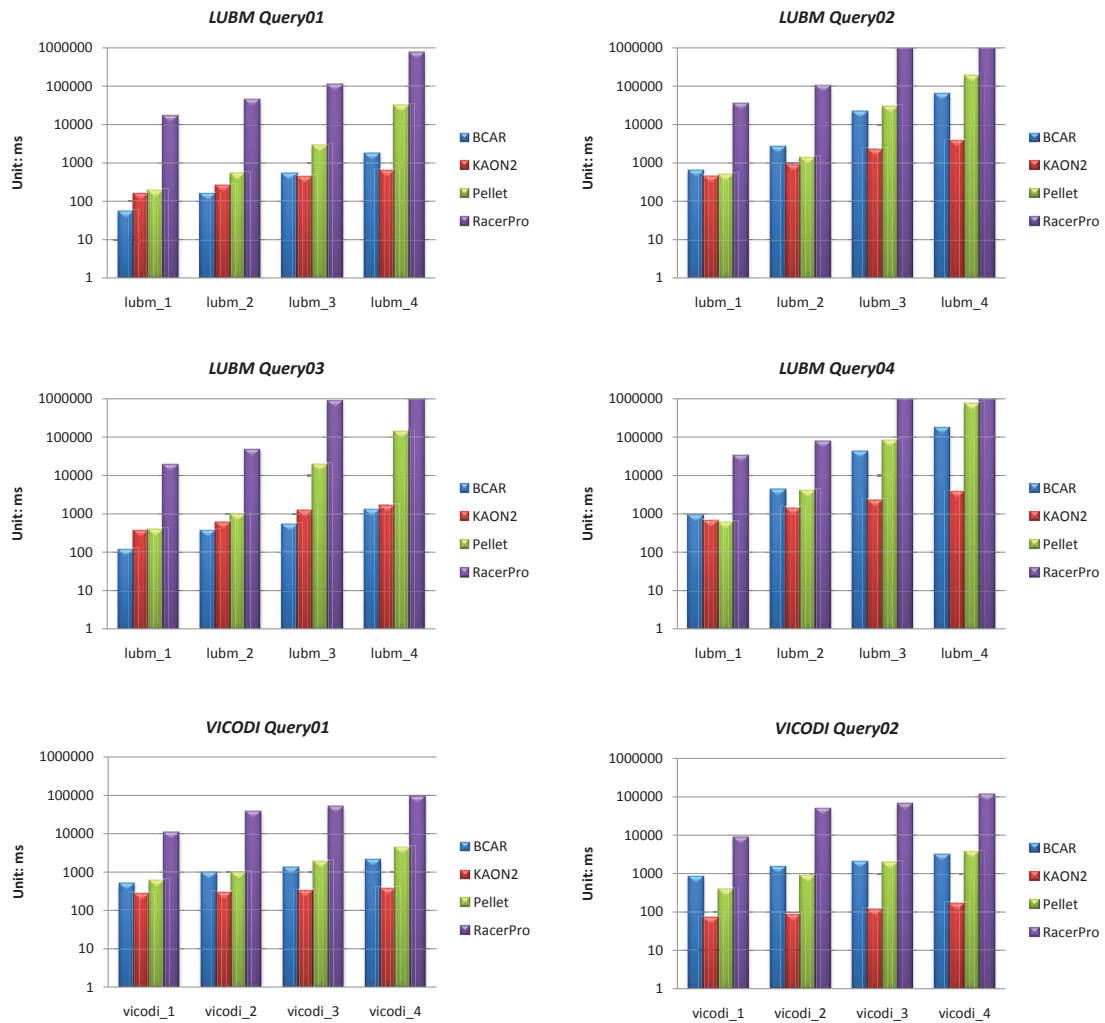 LUBM Query01
1000000
100000
10000
1000
100
10
1
Unit: ms
lubm_1
lubm_2
lubm_3
lubm_4
BCAR
KAON2
Pellet
RacerPro
LUBM Query02
1000000
100000
10000
1000
100
10
1
Unit: ms
lubm_1
lubm_2
lubm_3
lubm_4
BCAR
KAON2
Pellet
RacerPro
LUBM Query03
1000000
100000
10000
1000
100
10
1
Unit: ms
lubm_1
lubm_2
lubm_3
lubm_4
BCAR
KAON2
Pellet
RacerPro
LUBM Query04
1000000
100000
10000
1000
100
10
1
Unit: ms
lubm_1
lubm_2
lubm_3
lubm_4
BCAR
KAON2
Pellet
RacerPro
VICODI Query01
1000000
100000
10000
1000
100
10
1
Unit: ms
vicodi_1
vicodi_2
vicodi_3
vicodi_4
BCAR
KAON2
Pellet
RacerPro
VICODI Query02
1000000
100000
10000
1000
100
10
1
Unit: ms
vicodi_1
vicodi_2
vicodi_3
vicodi_4
BCAR
KAON2
Pellet
RacerPro